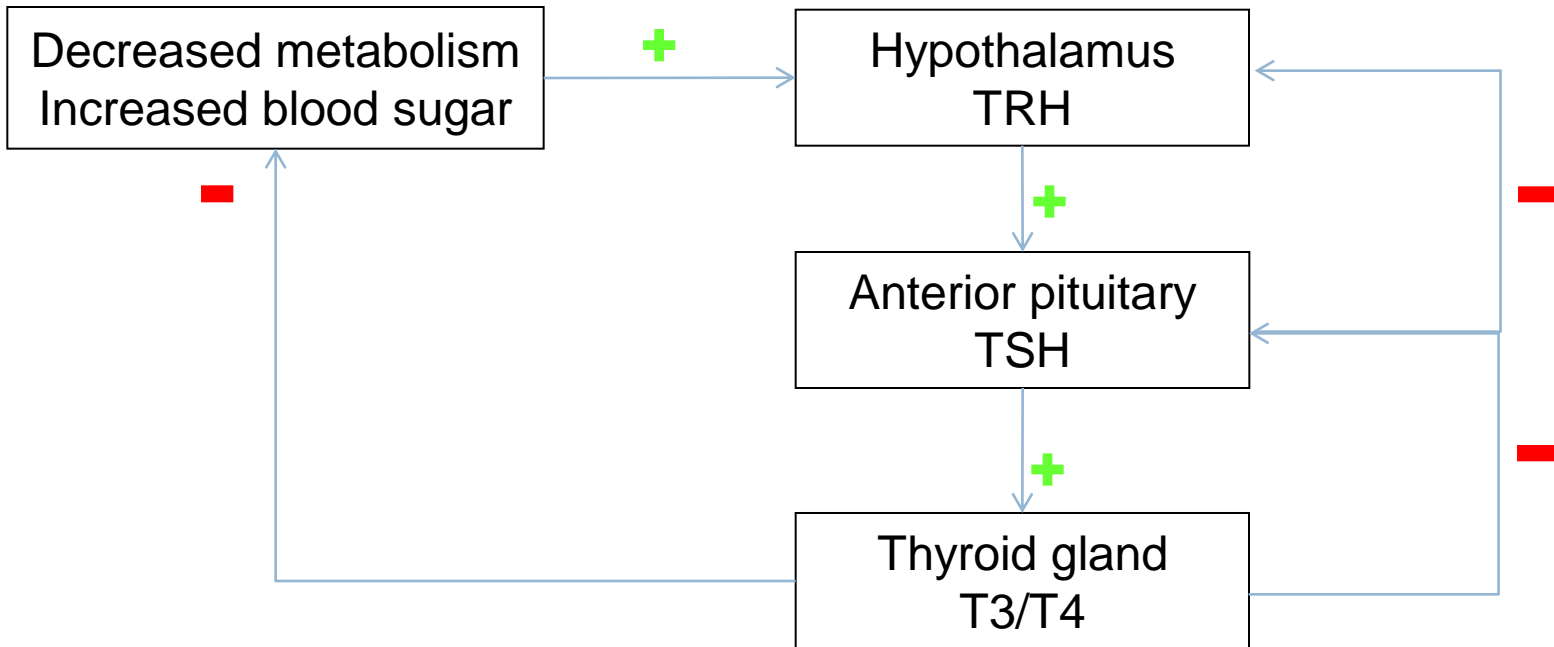 Decreased metabolism
Increased blood sugar
Hypothalamus
TRH
Anterior pituitary
TSH
Thyroid gland
T3/T4